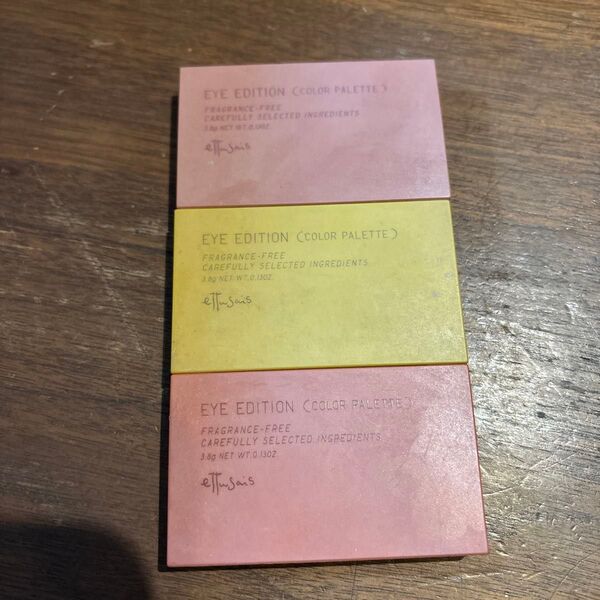 EYE EDITION (COLOR PALETTE)
FRAGRANCE-FREE
CAREFULLY SELECTED INGREDIENTS
3.8g NET WT. 0.13OZ.
ettusais
EYE EDITION (COLOR PALETTE)
FRAGRANCE-FREE
CAREFULLY SELECTED INGREDIENTS
3.8g NET WT. 0.13OZ.
ettusais
EYE EDITION (COLOR PALETTE)
FRAGRANCE-FREE
CAREFULLY SELECTED INGREDIENTS
3.8g NET WT. 0.13OZ.
ettusais